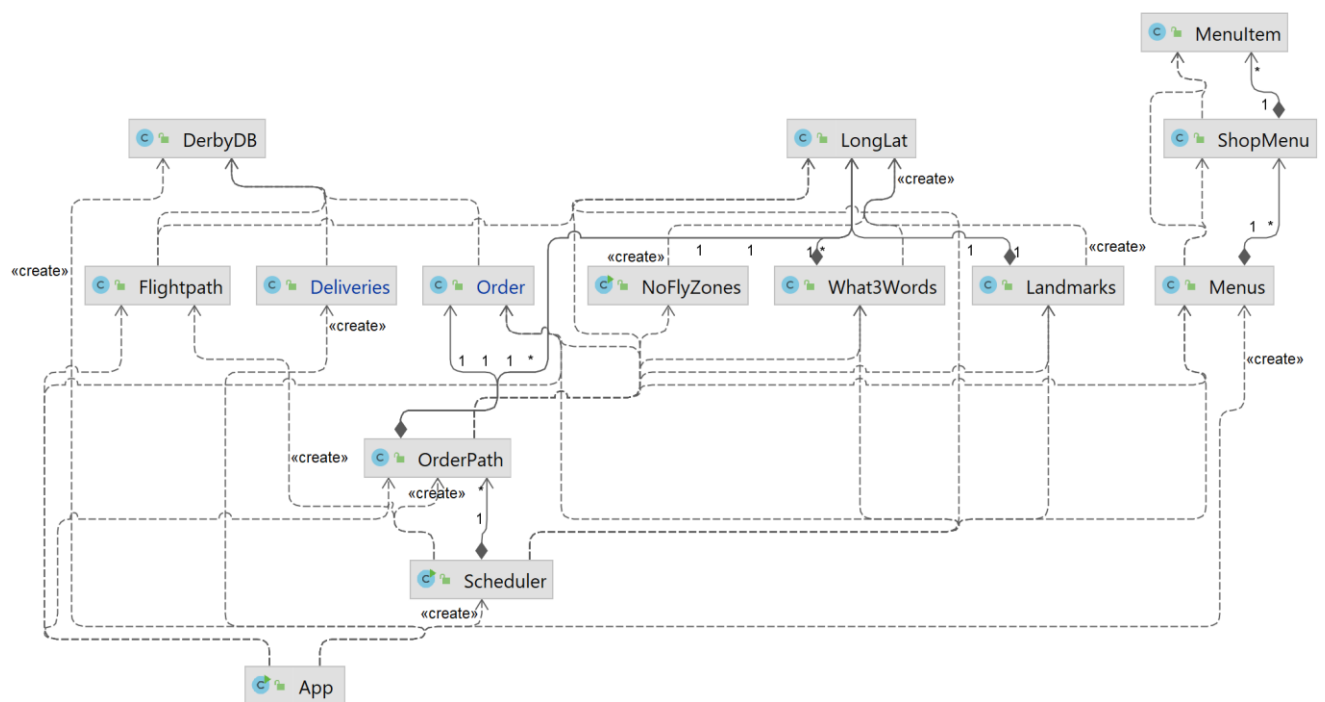 MenuItem
*
1
DerbyDB
LongLat
ShopMenu
«create»
1 *
«create»
«create»
1 1 1 * 1 1
«create»
Flightpath
Deliveries
Order
NoFlyZones
What3Words
Landmarks
Menus
«create»
1 1 1 *
«create»
«create»
OrderPath
«create»
*
1
Scheduler
«create»
App